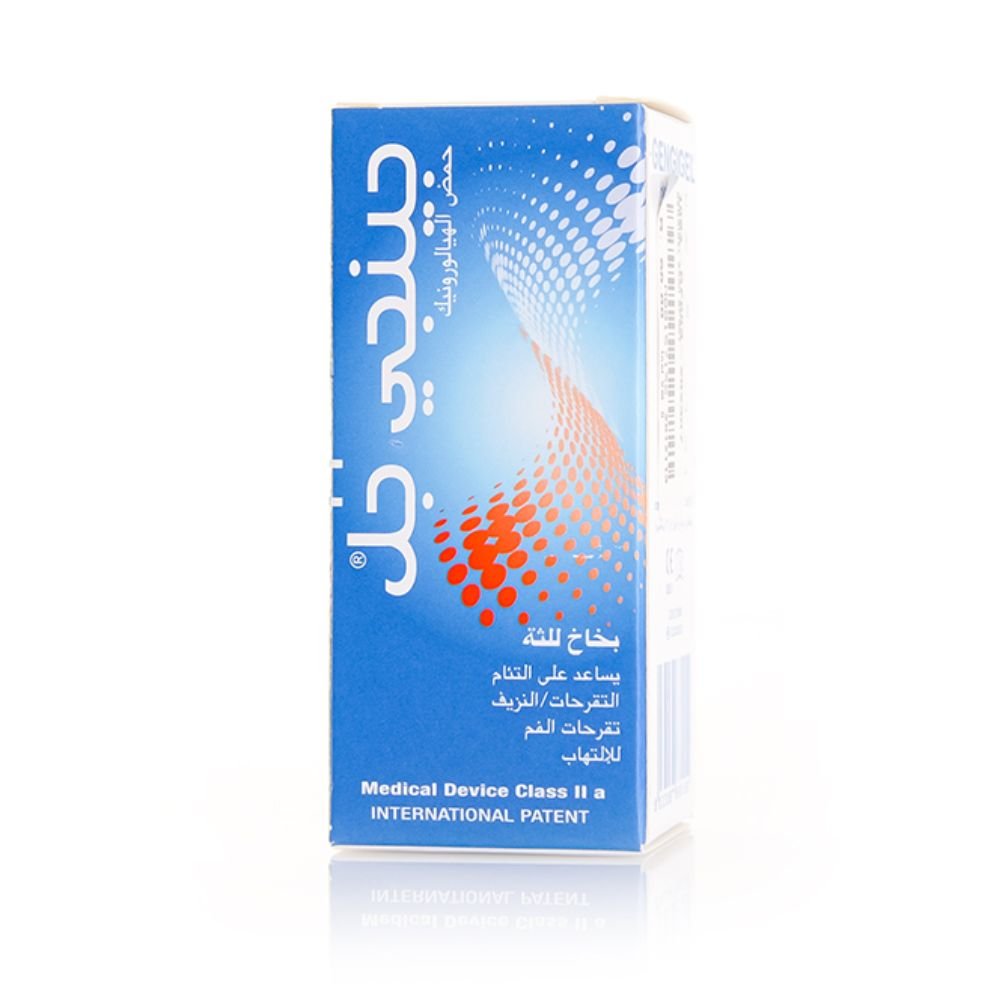 جينجي جل®
حمض الهيالورونيك
بخاخ للثة
يساعد على التئام
التقرحات/النزيف
تقرحات الفم
للإلتهاب
Medical Device Class II a
INTERNATIONAL PATENT
GENGIGEL